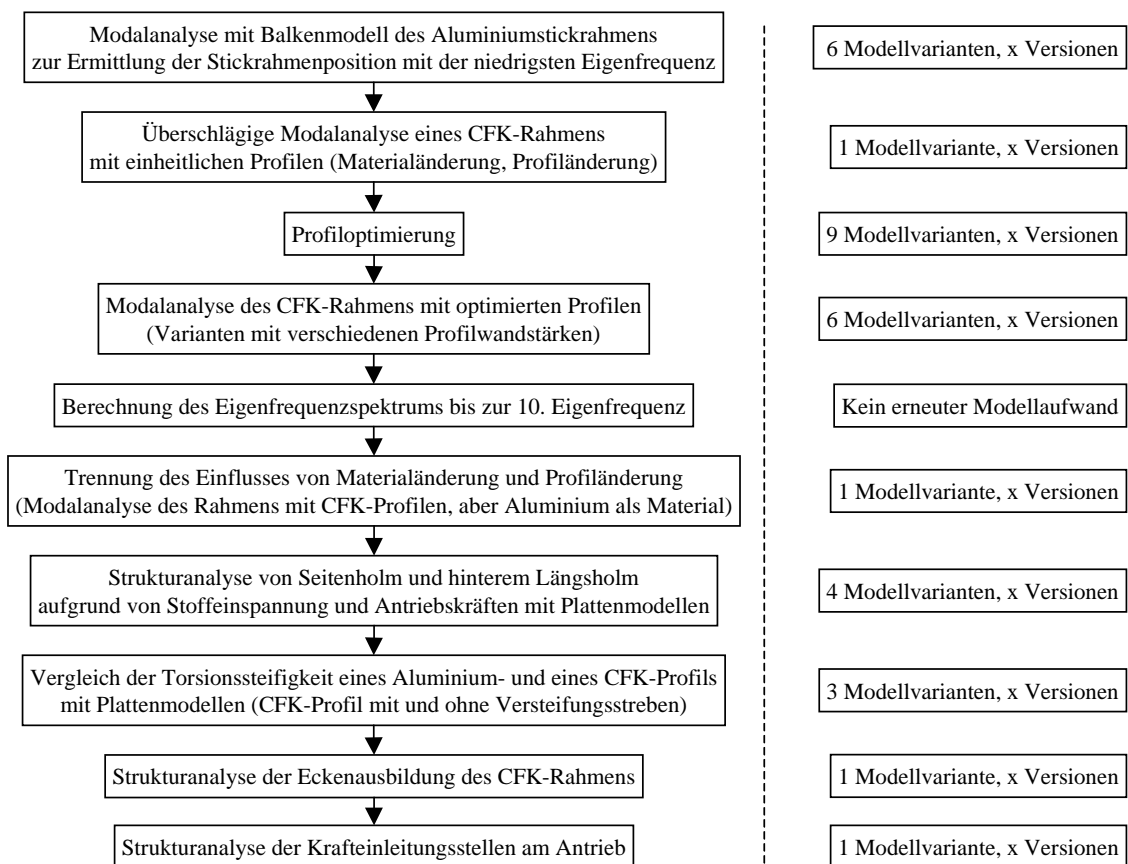 Modalanalyse mit Balkenmodell des Aluminiumstickrahmens
zur Ermittlung der Stickrahmenposition mit der niedrigsten Eigenfrequenz
6 Modellvarianten, x Versionen
Überschlägige Modalanalyse eines CFK-Rahmens
mit einheitlichen Profilen (Materialänderung, Profiländerung)
1 Modellvariante, x Versionen
Profiloptimierung
9 Modellvarianten, x Versionen
Modalanalyse des CFK-Rahmens mit optimierten Profilen
(Varianten mit verschiedenen Profilwandstärken)
6 Modellvarianten, x Versionen
Berechnung des Eigenfrequenzspektrums bis zur 10. Eigenfrequenz
Kein erneuter Modellaufwand
Trennung des Einflusses von Materialänderung und Profiländerung
(Modalanalyse des Rahmens mit CFK-Profilen, aber Aluminium als Material)
1 Modellvariante, x Versionen
Strukturanalyse von Seitenholm und hinterem Längsholm
aufgrund von Stoffeinspannung und Antriebskräften mit Plattenmodellen
4 Modellvarianten, x Versionen
Vergleich der Torsionssteifigkeit eines Aluminium- und eines CFK-Profils
mit Plattenmodellen (CFK-Profil mit und ohne Versteifungsstreben)
3 Modellvarianten, x Versionen
Strukturanalyse der Eckenausbildung des CFK-Rahmens
1 Modellvariante, x Versionen
Strukturanalyse der Krafteinleitungsstellen am Antrieb
1 Modellvariante, x Versionen